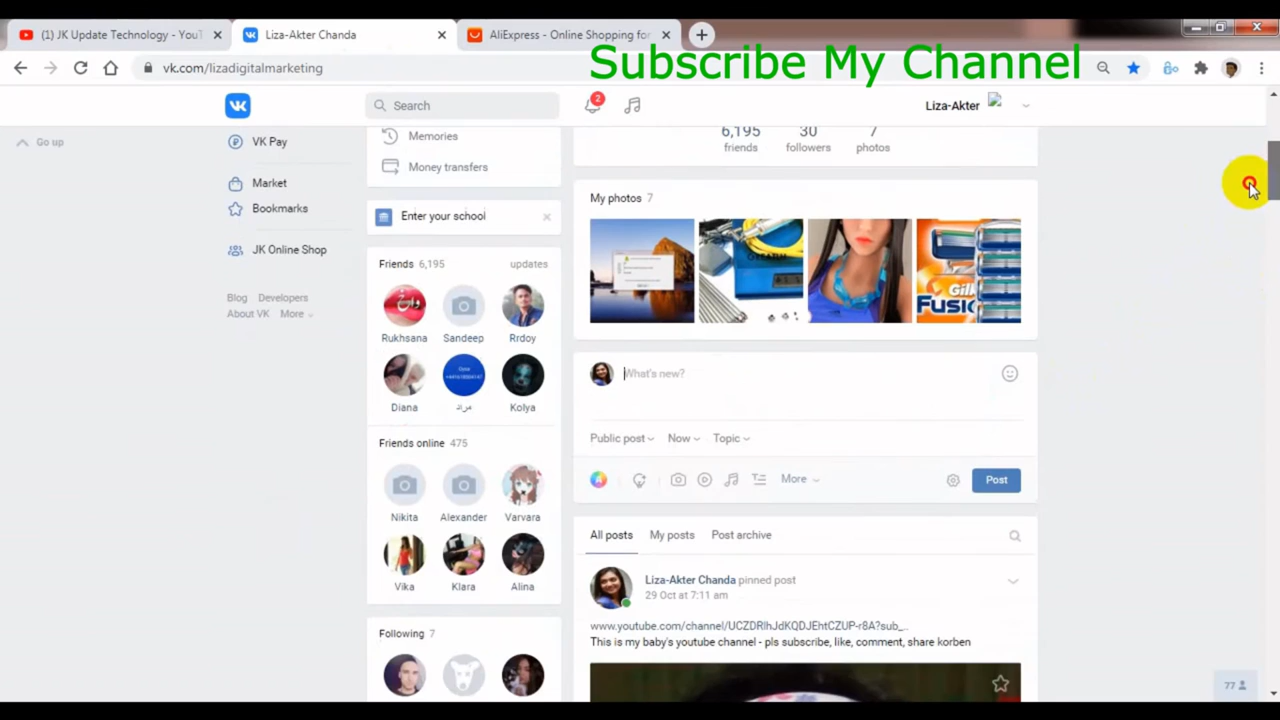 (1) JK Update Technology - YouT
Liza-Akter Chanda
AliExpress - Online Shopping for
Subscribe My Channel
vk.com/lizadigitalmarketing
Search
2
Liza-Akter
Go up
VK Pay
Market
Bookmarks
JK Online Shop
Blog Developers
About VK More
Memories
Money transfers
Enter your school
Friends 6,195 updates
Rukhsana Sandeep Rrdoy
Diana مراد Kolya
Friends online 475
Nikita Alexander Varvara
Vika Klara Alina
Following 7
6,195 30 7
friends followers photos
My photos 7
Gil
FUSIO
What's new?
Public post Now Topic
More
Post
All posts My posts Post archive
Liza-Akter Chanda pinned post
29 Oct at 7:11 am
www.youtube.com/channel/UCZDRlhJdKQDJEhtCZUP-r8A?sub_...
This is my baby's youtube channel - pls subscribe, like, comment, share korben
77